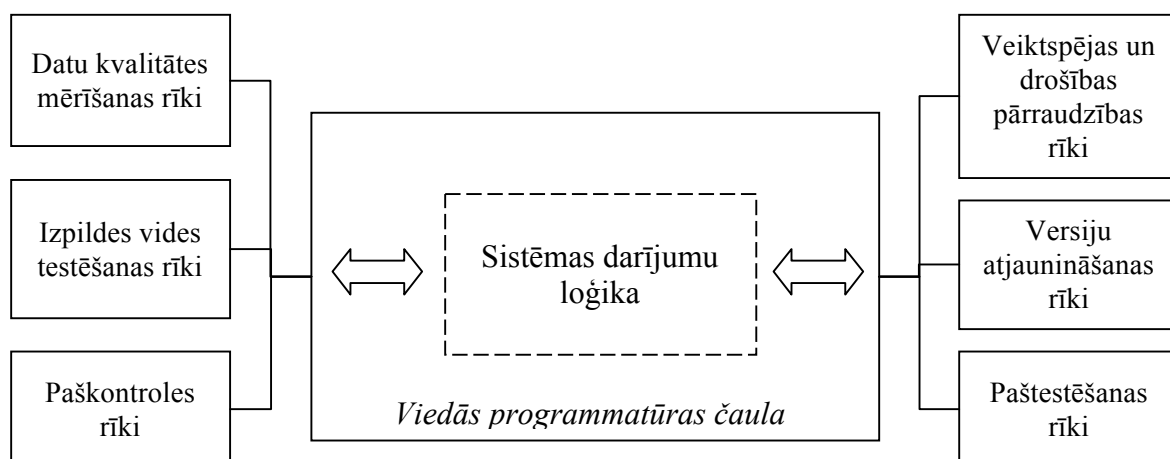 Datu kvalitātes
mērīšanas rīki
Izpildes vides
testēšanas rīki
Paškontroles
rīki
Sistēmas darījumu
loģika
Viedās programmatūras čaula
Veiktspējas un
drošības
pārraudzības
rīki
Versiju
atjaunināšanas
rīki
Paštestēšanas
rīki